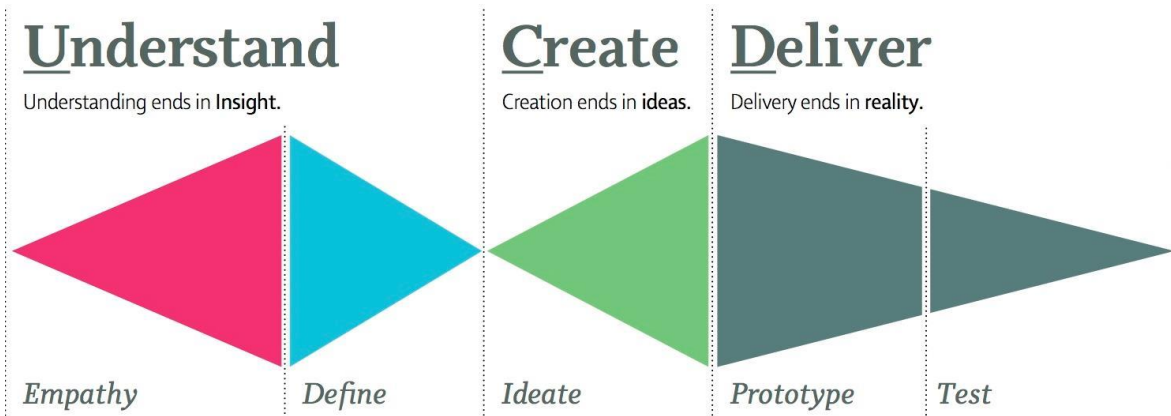 Understand
Understanding ends in Insight.
Create
Creation ends in ideas.
Deliver
Delivery ends in reality.
Empathy
Define
Ideate
Prototype
Test